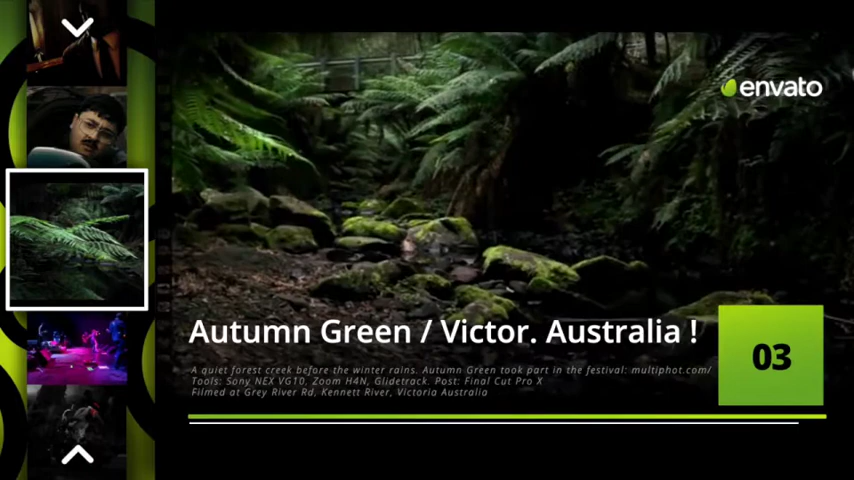 envato
Autumn Green / Victor. Australia !
03
A quiet forest creek before the winter rains. Autumn Green took part in the festival: multiphot.com/
Tools: Sony NEX VG10, Zoom H4N, Glidetrack. Post: Final Cut Pro X
Filmed at Grey River Rd, Kennett River, Victoria Australia